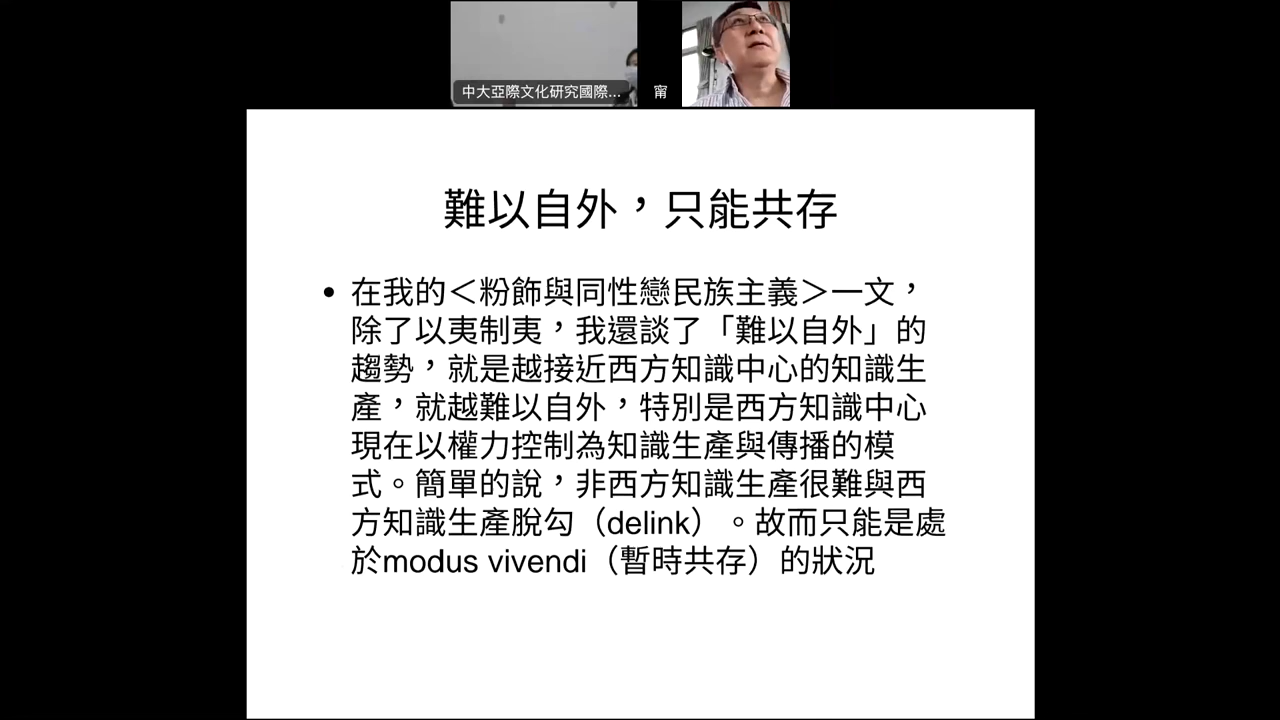 中大亞際文化研究國際...
甯
難以自外，只能共存
• 在我的＜粉飾與同性戀民族主義＞一文，
除了以夷制夷，我還談了「難以自外」的
趨勢，就是越接近西方知識中心的知識生
產，就越難以自外，特別是西方知識中心
現在以權力控制為知識生產與傳播的模
式。簡單的說，非西方知識生產很難與西
方知識生產脫勾（delink）。故而只能是處
於modus vivendi（暫時共存）的狀況